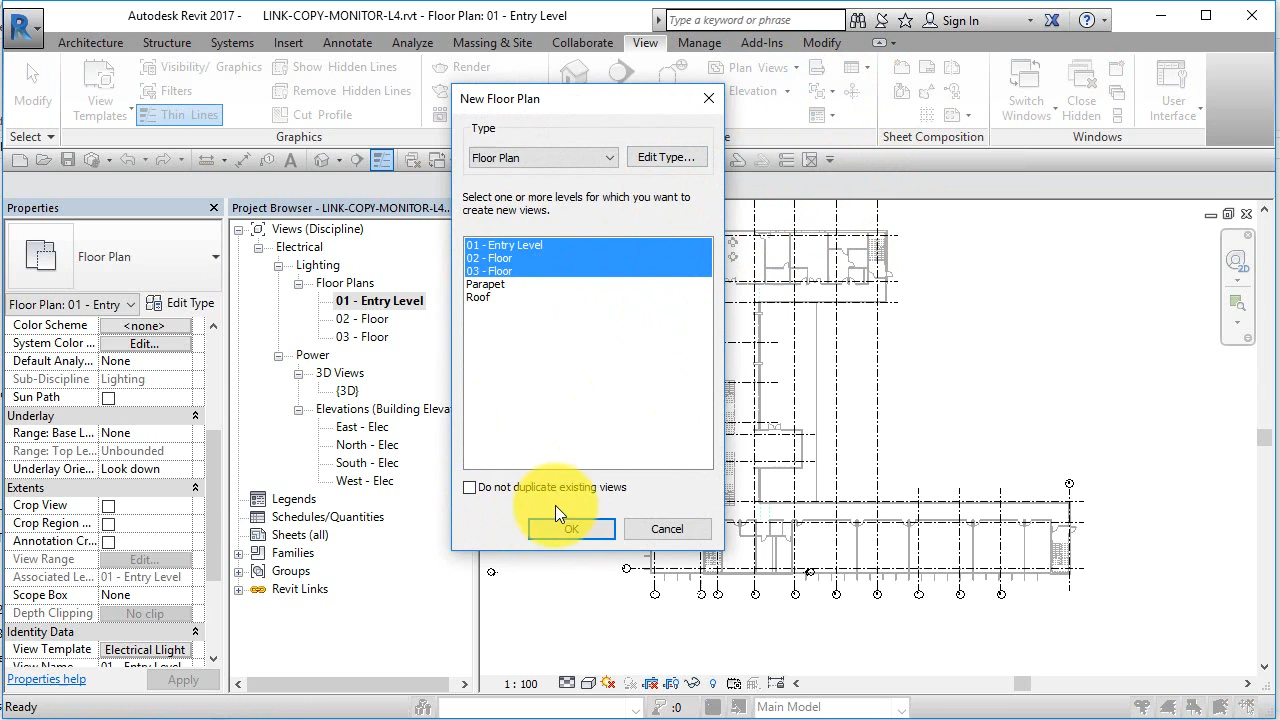 Autodesk Revit 2017 - LINK-COPY-MONITOR-L4.rvt - Floor Plan: 01 - Entry Level
Type a keyword or phrase
Sign In
Architecture Structure Systems Insert Annotate Analyze Massing & Site Collaborate View Manage Add-Ins Modify
Modify
View
Templates
Visibility/ Graphics
Filters
Thin Lines
Show Hidden Lines
Remove Hidden Lines
Cut Profile
Render
Plan Views
Elevation
Switch
Windows
Close
Hidden
User
Interface
Select
Graphics
Sheet Composition
Windows
Properties
Floor Plan
Floor Plan: 01 - Entry
Edit Type
Color Scheme <none>
System Color ... Edit...
Default Analy... None
Sub-Discipline Lighting
Sun Path
Underlay
Range: Base L... None
Range: Top Le... Unbounded
Underlay Orie... Look down
Extents
Crop View
Crop Region ...
Annotation Cr...
View Range Edit...
Associated Le... 01 - Entry Level
Scope Box None
Depth Clipping No clip
Identity Data
View Template Electrical Llight
View Name 01 - Entry Level
Properties help
Apply
Project Browser - LINK-COPY-MONITOR-L4...
Views (Discipline)
Electrical
Lighting
Floor Plans
01 - Entry Level
02 - Floor
03 - Floor
Power
3D Views
{3D}
Elevations (Building Eleva
East - Elec
North - Elec
South - Elec
West - Elec
Legends
Schedules/Quantities
Sheets (all)
Families
Groups
Revit Links
New Floor Plan
Type
Floor Plan
Edit Type...
Select one or more levels for which you want to
create new views.
01 - Entry Level
02 - Floor
03 - Floor
Parapet
Roof
Do not duplicate existing views
OK
Cancel
1 : 100
Ready
:0
Main Model